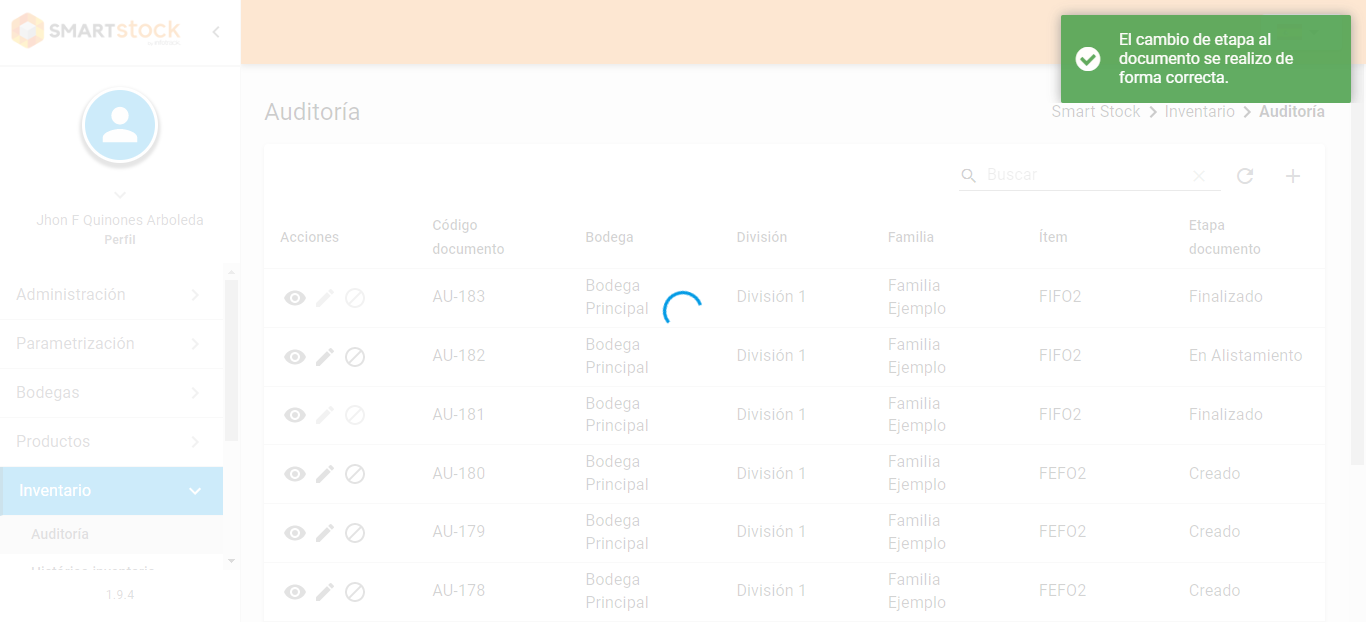 SMARTstock
El cambio de etapa al
documento se realizo de
forma correcta.
Auditoría
Smart Stock
Inventario
Auditoría
Jhon F Quinones Arboleda
Perfil
Buscar
Acciones
Código
documento
Bodega
División
Familia
Ítem
Etapa
documento
AU-183
Bodega
Principal
División 1
Familia
Ejemplo
FIFO2
Finalizado
AU-182
Bodega
Principal
División 1
Familia
Ejemplo
FIFO2
En Alistamiento
AU-181
Bodega
Principal
División 1
Familia
Ejemplo
FIFO2
Finalizado
AU-180
Bodega
Principal
División 1
Familia
Ejemplo
FEFO2
Creado
AU-179
Bodega
Principal
División 1
Familia
Ejemplo
FEFO2
Creado
AU-178
Bodega
Principal
División 1
Familia
Ejemplo
FEFO2
Creado
Administración
Parametrización
Bodegas
Productos
Inventario
Auditoría
1.9.4